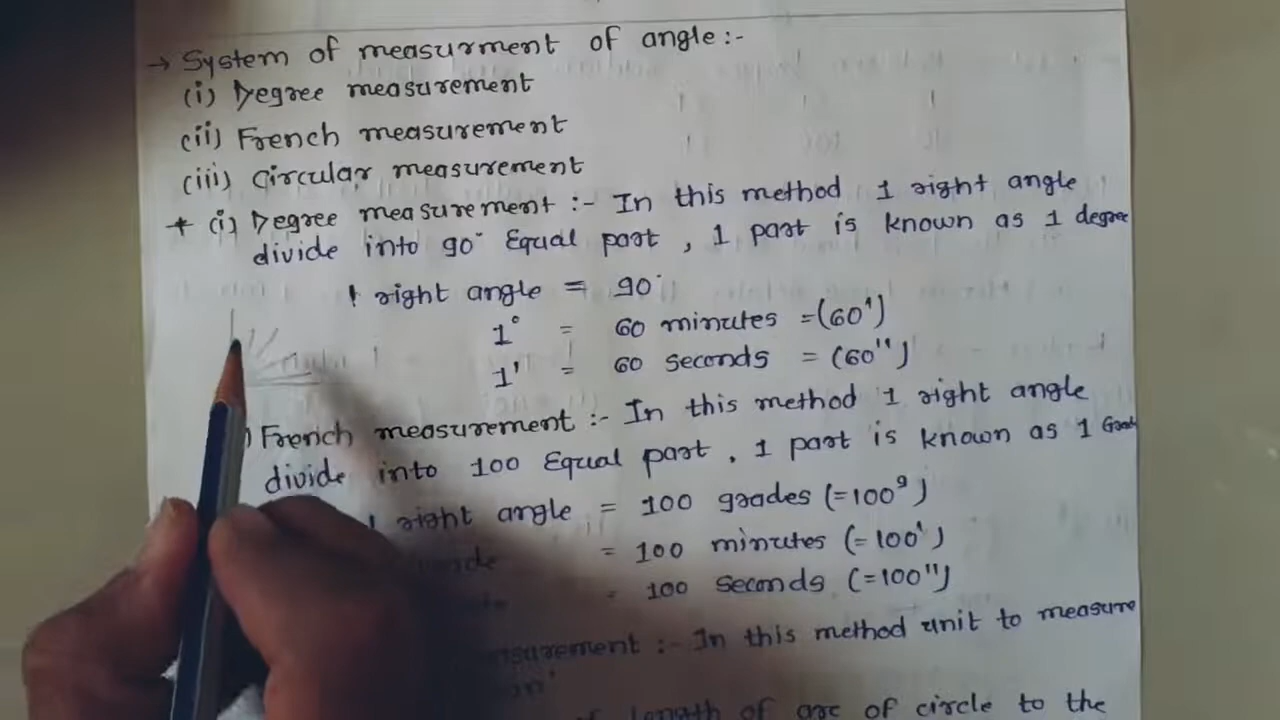 → System of measurment of angle :-
(i) Degree measurement
(ii) French measurement
(iii) Circular measurement
* (i) Degree measurement :- In this method 1 right angle
divide into 90° Equal part , 1 part is known as 1 degree
1 right angle = 90°
1° = 60 minutes = (60')
1' = 60 seconds = (60'')
) French measurement :- In this method 1 right angle
divide into 100 Equal part , 1 part is known as 1
1 right angle = 100 grades (=100g)
= 100 minutes (=100')
= 100 seconds (=100'')
:- In this method unit to measure
length of arc of circle to the